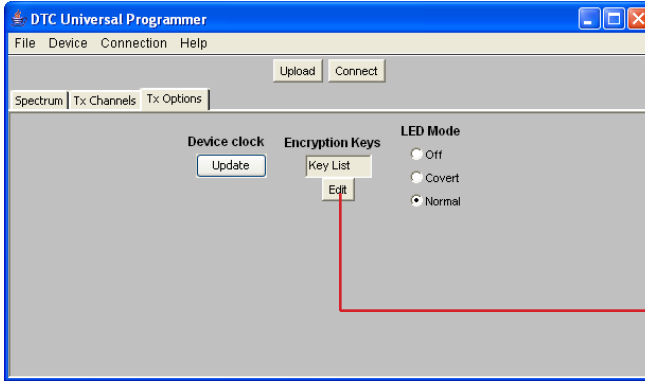 DTC Universal Programmer
File Device Connection Help
Upload Connect
Spectrum Tx Channels Tx Options
Device clock
Update
Encryption Keys
Key List
Edit
LED Mode
Off
Covert
Normal